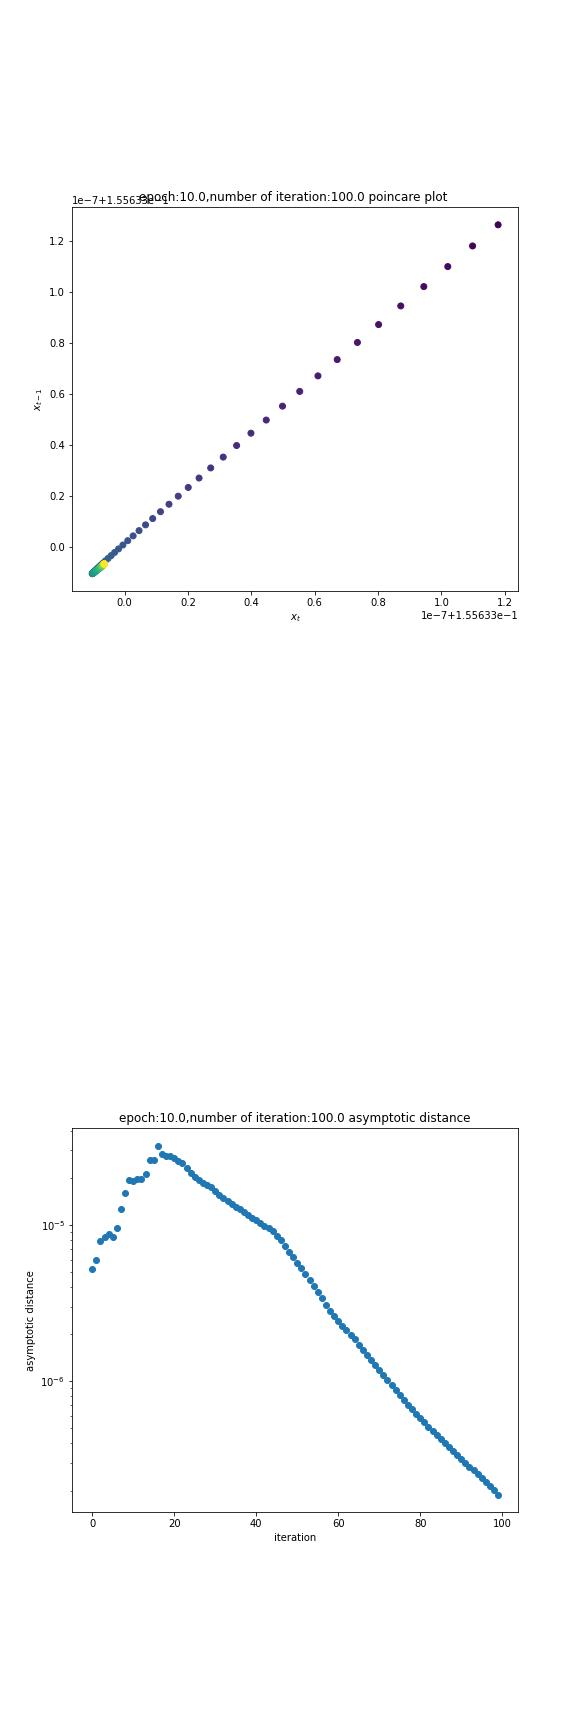 1e−7+1.55633e−1
epoch:10.0,number of iteration:100.0 poincare plot
1.2
1.0
0.8
0.6
0.4
0.2
0.0
x_{t−1}
0.0 0.2 0.4 0.6 0.8 1.0 1.2
x_t
1e−7+1.55633e−1
epoch:10.0,number of iteration:100.0 asymptotic distance
10^{−5}
10^{−6}
asymptotic distance
0 20 40 60 80 100
iteration